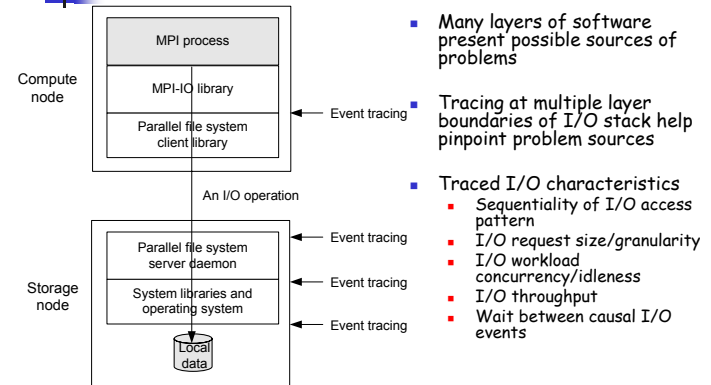 MPI process
Compute
node
MPI-IO library
Event tracing
Parallel file system
client library
An I/O operation
Parallel file system
server daemon
Event tracing
Storage
node
System libraries and
operating system
Event tracing
Event tracing
Local
data
Many layers of software
present possible sources of
problems
Tracing at multiple layer
boundaries of I/O stack help
pinpoint problem sources
Traced I/O characteristics
Sequentiality of I/O access
pattern
I/O request size/granularity
I/O workload
concurrency/idleness
I/O throughput
Wait between causal I/O
events